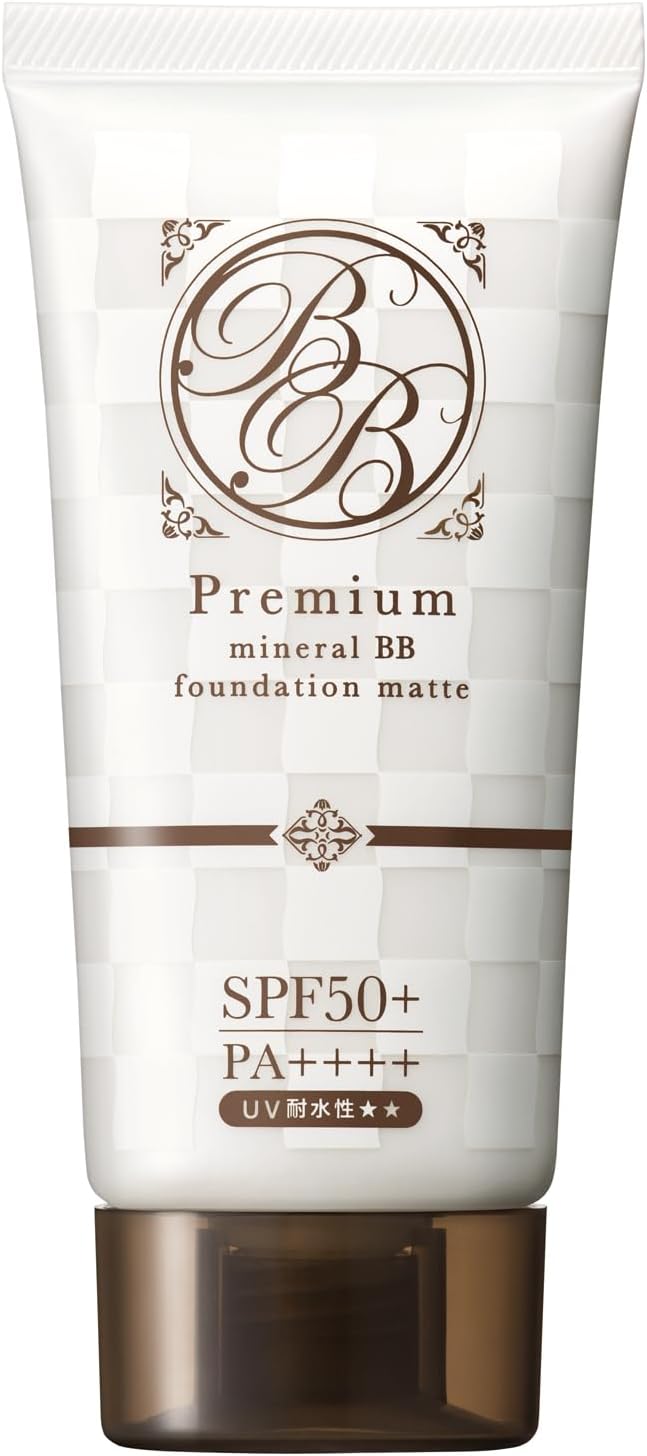 BB
Premium
mineral BB
foundation matte
SPF50+
PA++++
UV耐水性★★